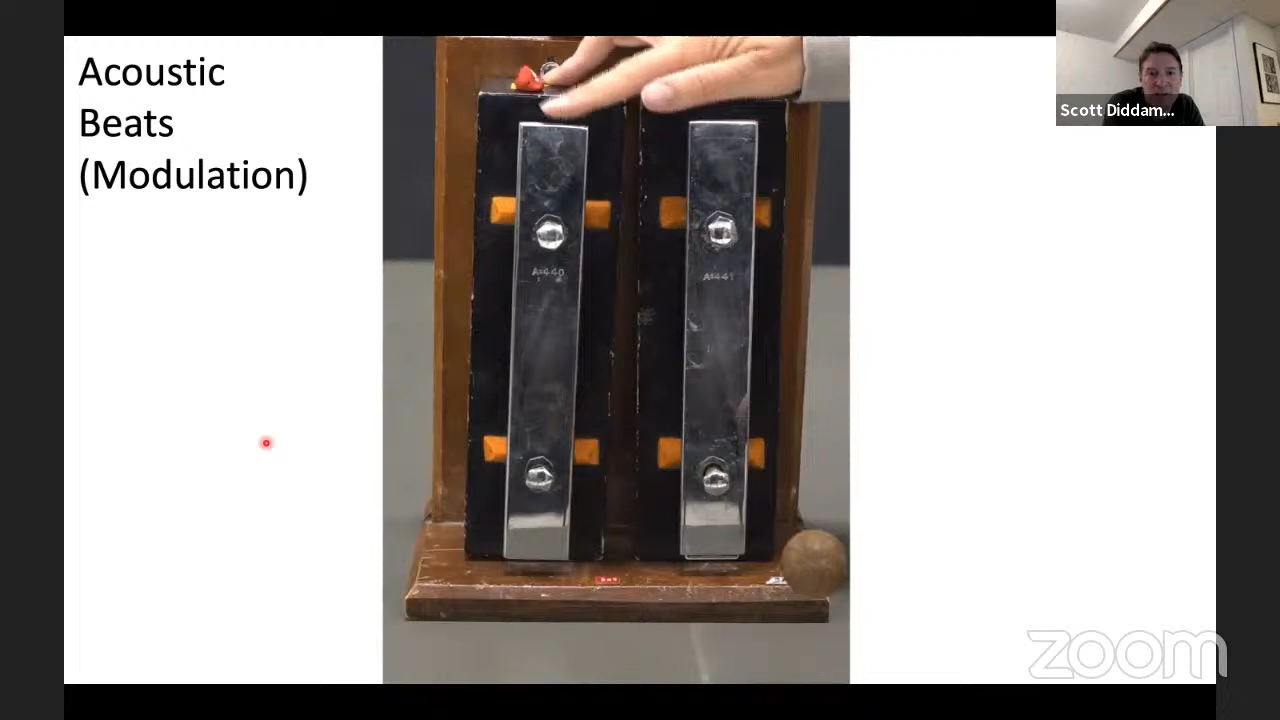 Acoustic
Beats
(Modulation)
Scott Diddam...
A=440
A=441
zoom